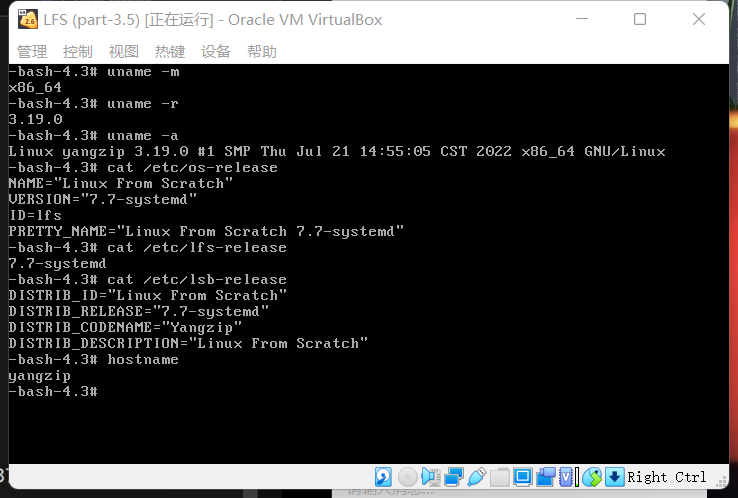 LFS (part-3.5) [正在运行] - Oracle VM VirtualBox
管理 控制 视图 热键 设备 帮助
-bash-4.3# uname -m
x86_64
-bash-4.3# uname -r
3.19.0
-bash-4.3# uname -a
Linux yangzip 3.19.0 #1 SMP Thu Jul 21 14:55:05 CST 2022 x86_64 GNU/Linux
-bash-4.3# cat /etc/os-release
NAME="Linux From Scratch"
VERSION="7.7-systemd"
ID=lfs
PRETTY_NAME="Linux From Scratch 7.7-systemd"
-bash-4.3# cat /etc/lfs-release
7.7-systemd
-bash-4.3# cat /etc/lsb-release
DISTRIB_ID="Linux From Scratch"
DISTRIB_RELEASE="7.7-systemd"
DISTRIB_CODENAME="Yangzip"
DISTRIB_DESCRIPTION="Linux From Scratch"
-bash-4.3# hostname
yangzip
-bash-4.3#
Right Ctrl